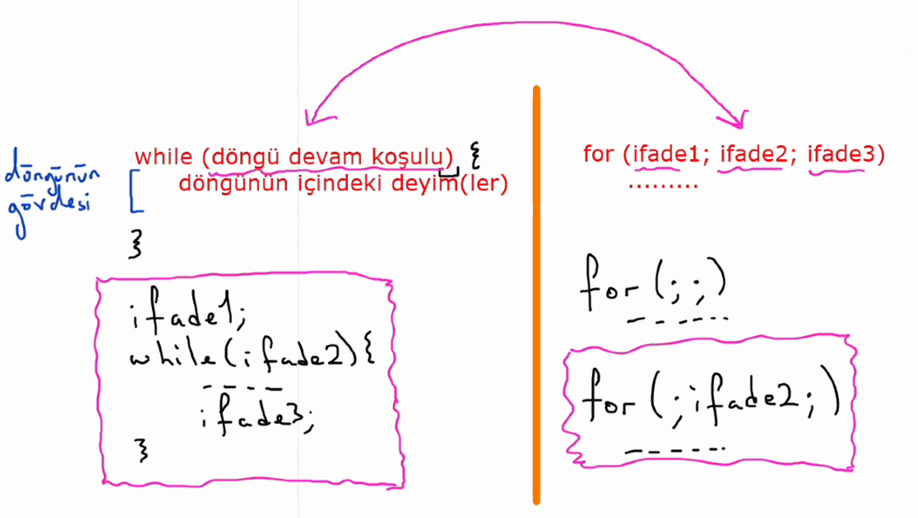 döngünün
gövdesi
while (döngü devam koşulu) {
döngünün içindeki deyim(ler)
}
ifade1;
while(ifade2){
----
ifade3;
}
for (ifade1; ifade2; ifade3)
.........
for (;;)
-----
for (;ifade2;)
------